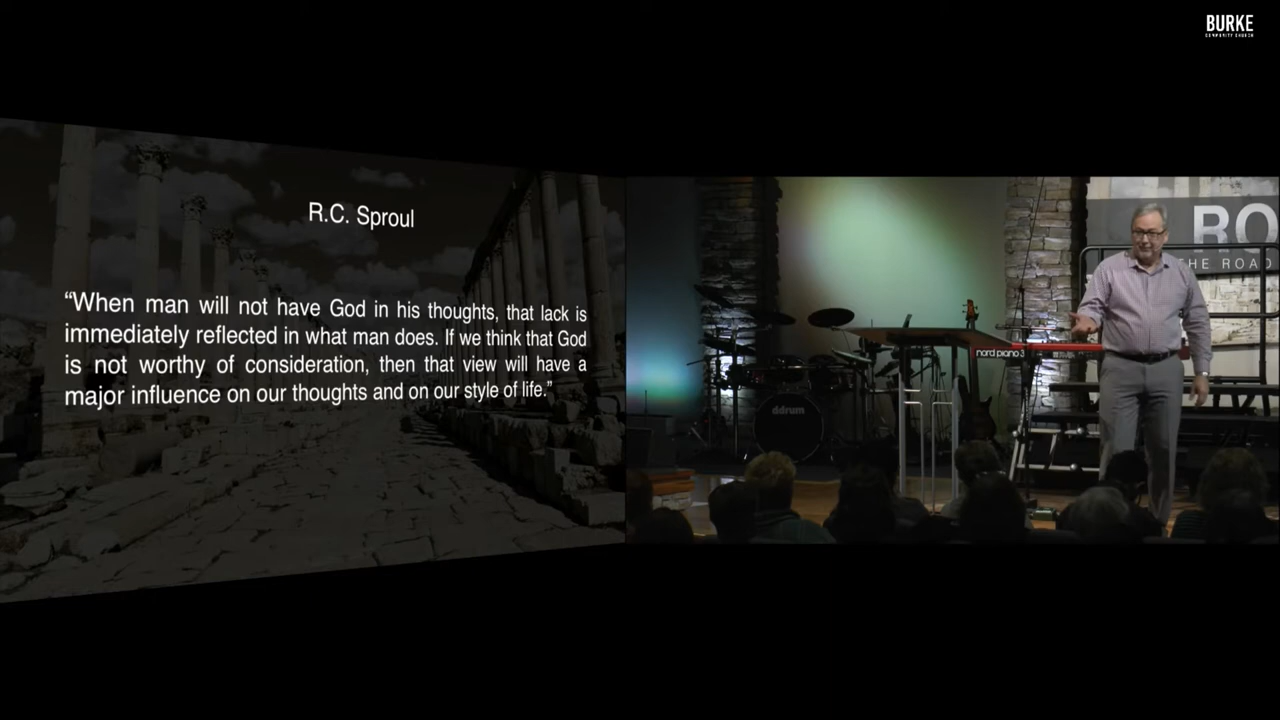 BURKE
COMMUNITY CHURCH
R.C. Sproul
“When man will not have God in his thoughts, that lack is
immediately reflected in what man does. If we think that God
is not worthy of consideration, then that view will have a
major influence on our thoughts and on our style of life.”
RO
THE ROAD
nord piano 3
ddrum